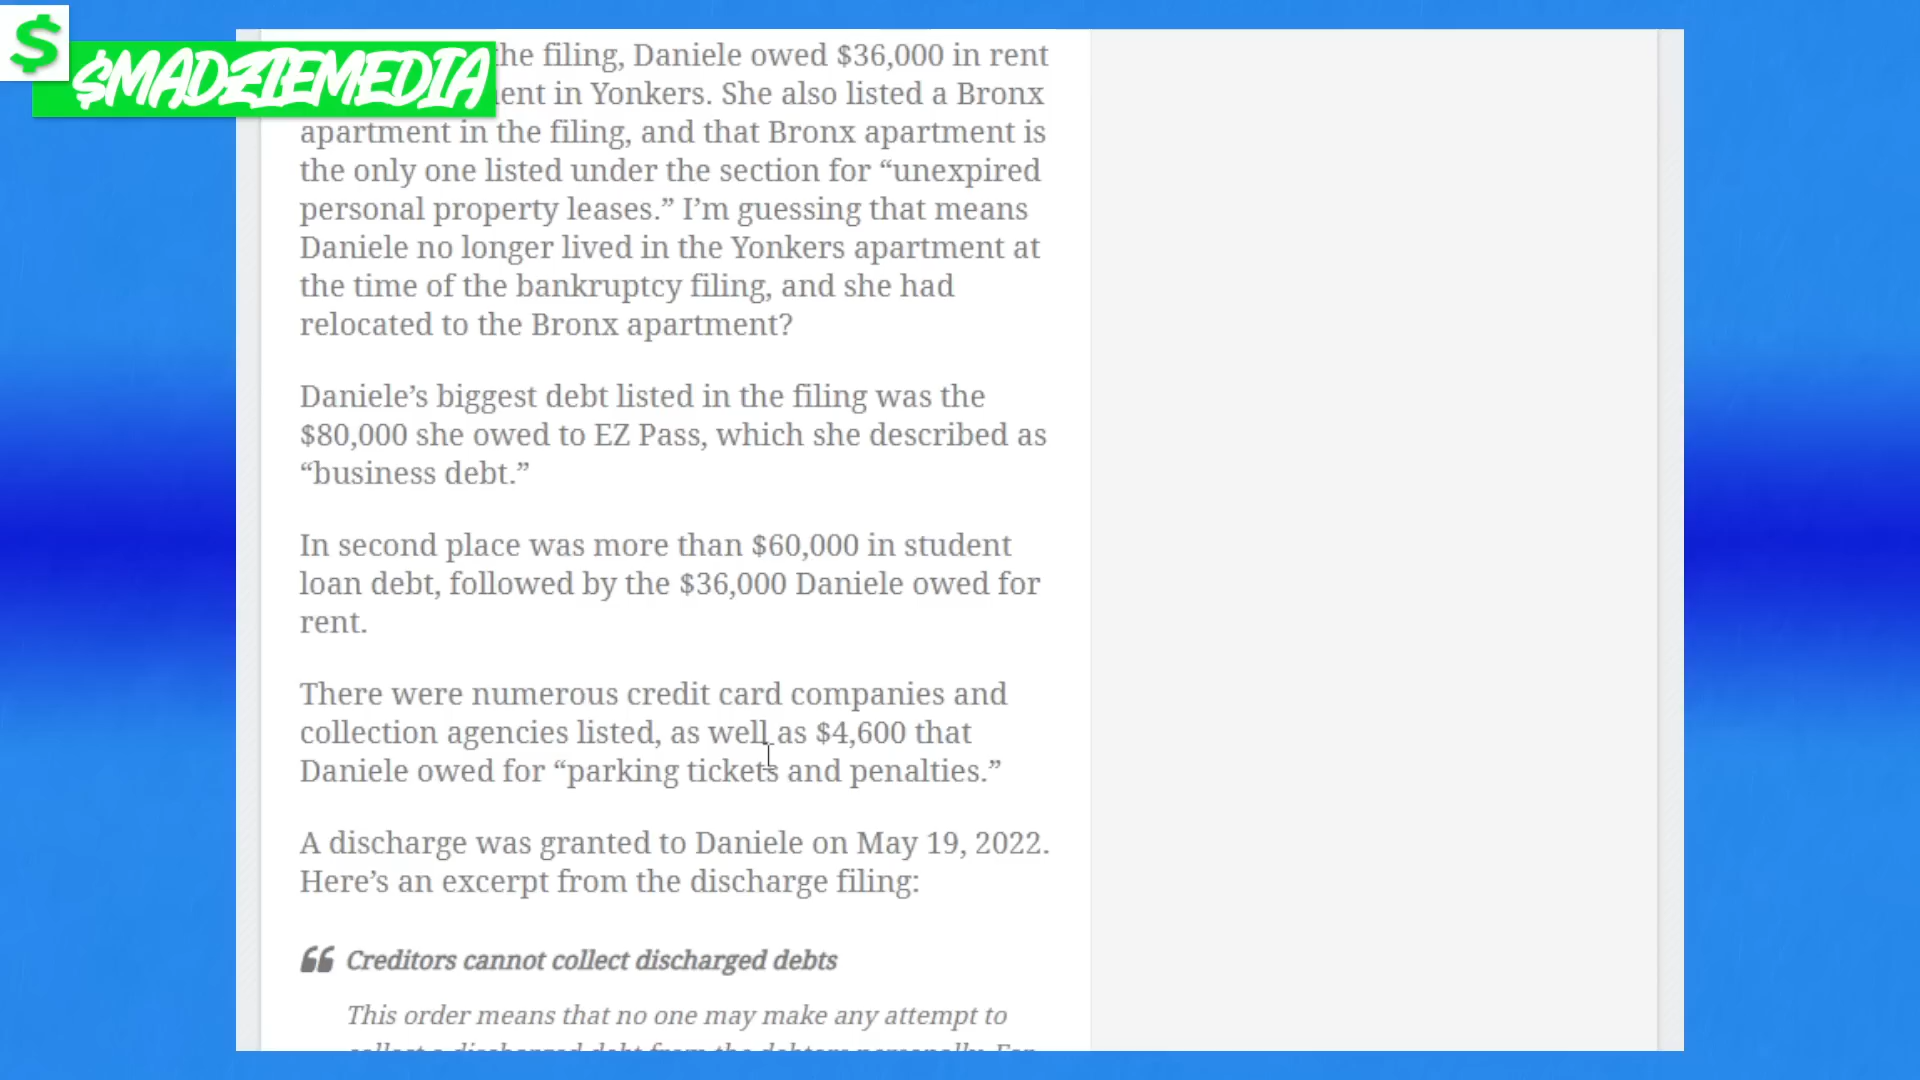 $
$MADZIEMEDIA
the filing, Daniele owed $36,000 in rent
in Yonkers. She also listed a Bronx
apartment in the filing, and that Bronx apartment is
the only one listed under the section for “unexpired
personal property leases.” I’m guessing that means
Daniele no longer lived in the Yonkers apartment at
the time of the bankruptcy filing, and she had
relocated to the Bronx apartment?
Daniele’s biggest debt listed in the filing was the
$80,000 she owed to EZ Pass, which she described as
“business debt.”
In second place was more than $60,000 in student
loan debt, followed by the $36,000 Daniele owed for
rent.
There were numerous credit card companies and
collection agencies listed, as well as $4,600 that
Daniele owed for “parking tickets and penalties.”
A discharge was granted to Daniele on May 19, 2022.
Here’s an excerpt from the discharge filing:
Creditors cannot collect discharged debts
This order means that no one may make any attempt to